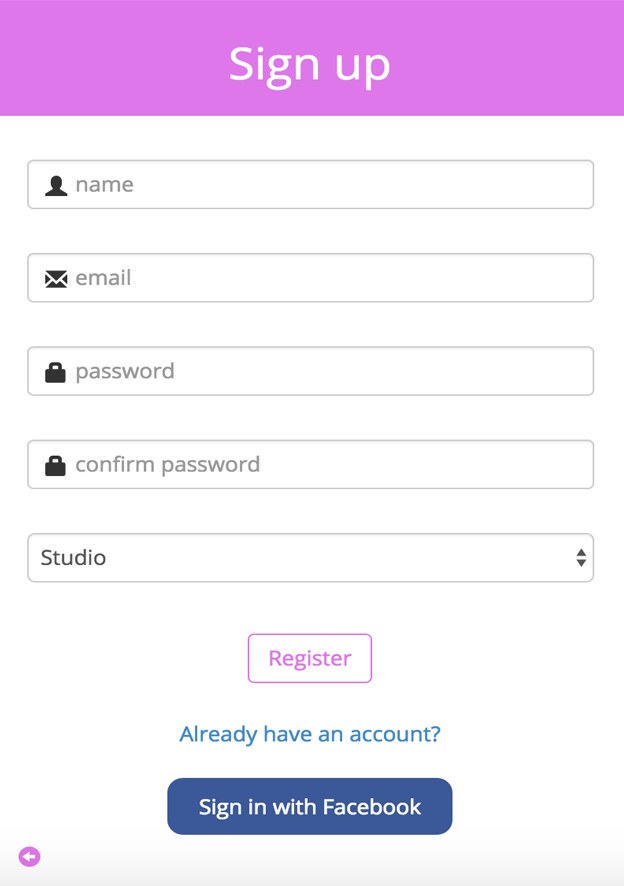 Sign up
name
email
password
confirm password
Studio
Register
Already have an account?
Sign in with Facebook